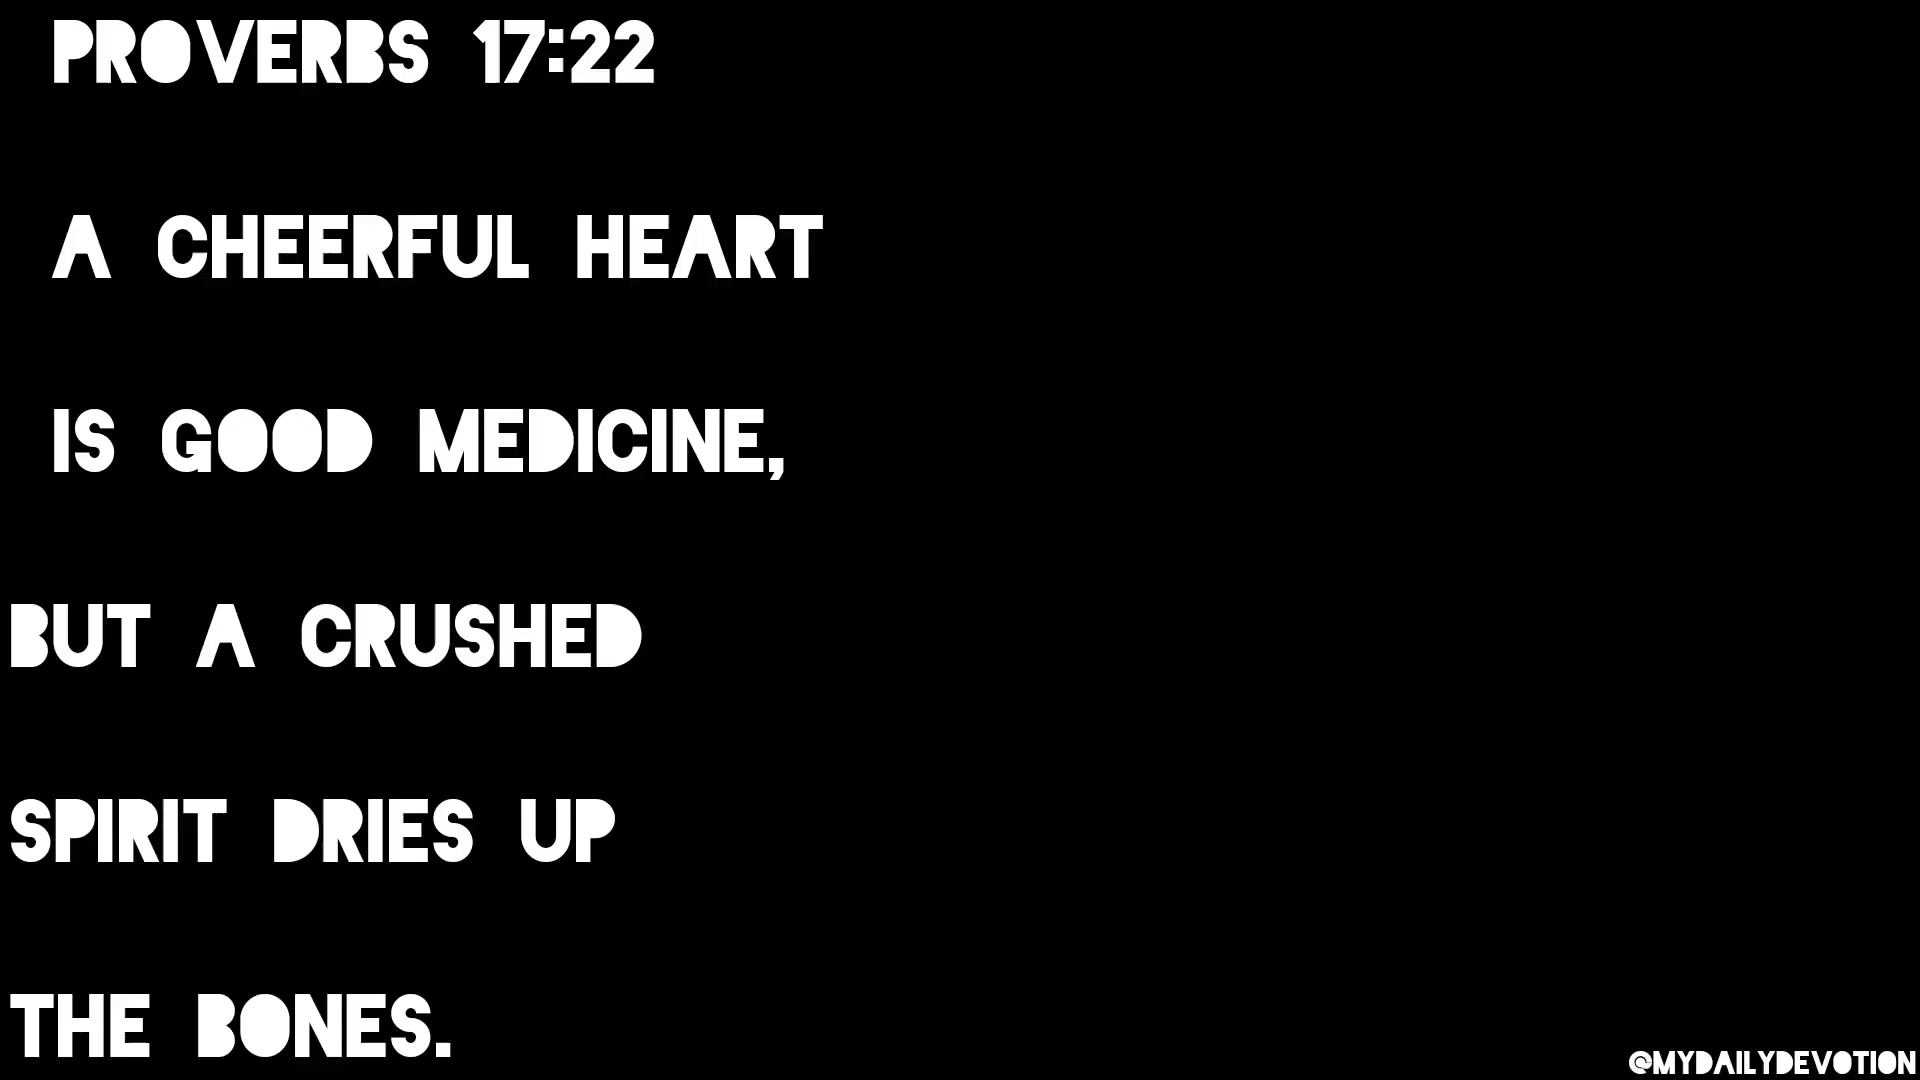 PROVERBS 17:22
A CHEERFUL HEART
IS GOOD MEDICINE,
BUT A CRUSHED
SPIRIT DRIES UP
THE BONES.
@MYDAILYDEVOTION